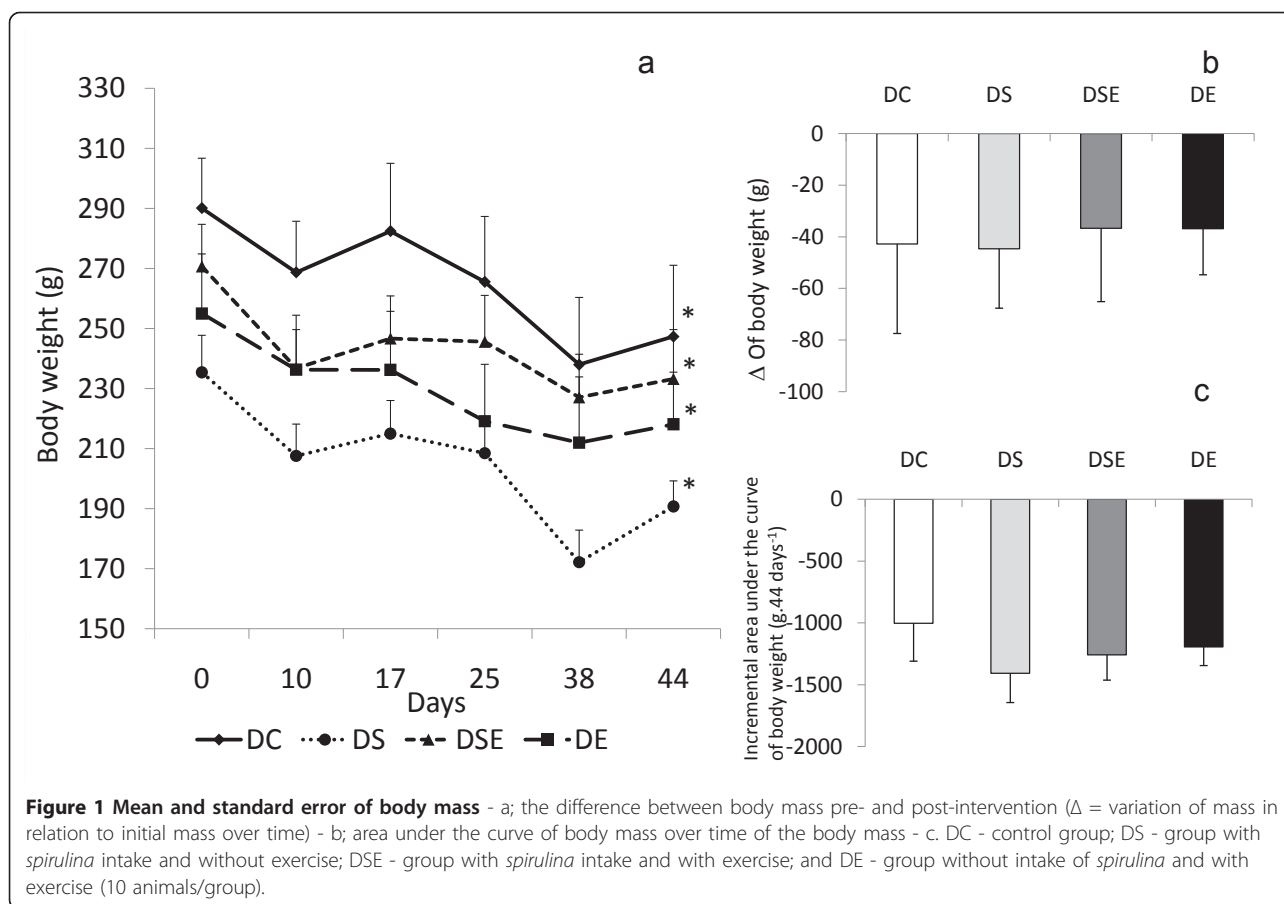 a
330
310
290
270
250
230
210
190
170
150
Body weight (g)
*
*
*
*
0 10 17 25 38 44
Days
DC DS DSE DE
b
DC DS DSE DE
0
-20
-40
-60
-80
-100
Δ Of body weight (g)
c
DC DS DSE DE
0
-500
-1000
-1500
-2000
Incremental area under the curve
of body weight (g.44 days⁻¹)
Figure 1 Mean and standard error of body mass - a; the difference between body mass pre- and post-intervention (Δ = variation of mass in
relation to initial mass over time) - b; area under the curve of body mass over time of the body mass - c. DC - control group; DS - group with
spirulina intake and without exercise; DSE - group with spirulina intake and with exercise; and DE - group without intake of spirulina and with
exercise (10 animals/group).